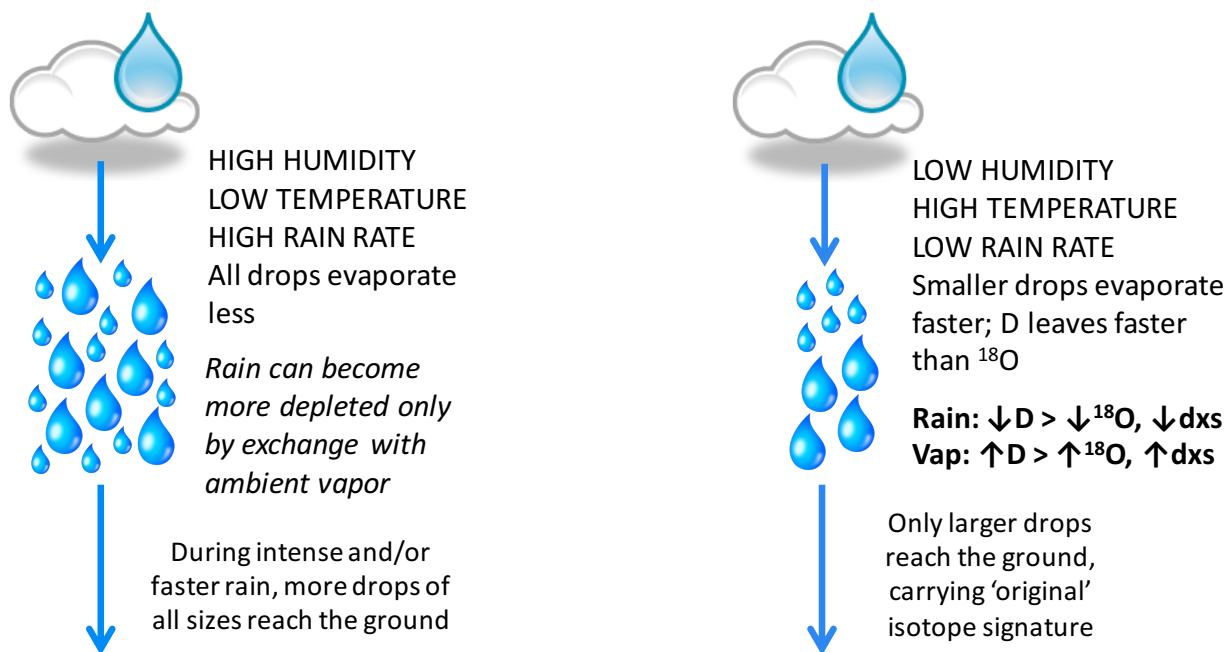 HIGH HUMIDITY
LOW TEMPERATURE
HIGH RAIN RATE
All drops evaporate
less
Rain can become
more depleted only
by exchange with
ambient vapor
During intense and/or
faster rain, more drops of
all sizes reach the ground
LOW HUMIDITY
HIGH TEMPERATURE
LOW RAIN RATE
Smaller drops evaporate
faster; D leaves faster
than ¹⁸O
Rain: ↓D > ↓¹⁸O, ↓dxs
Vap: ↑D > ↑¹⁸O, ↑dxs
Only larger drops
reach the ground,
carrying ‘original’
isotope signature